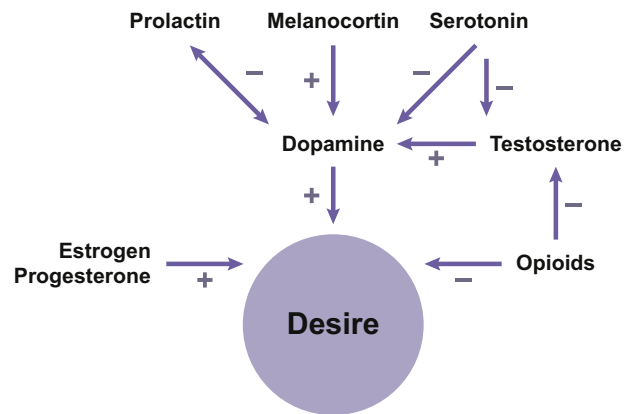 Prolactin Melanocortin Serotonin
− + − −
Dopamine + Testosterone
+ −
Estrogen
Progesterone + − Opioids
Desire